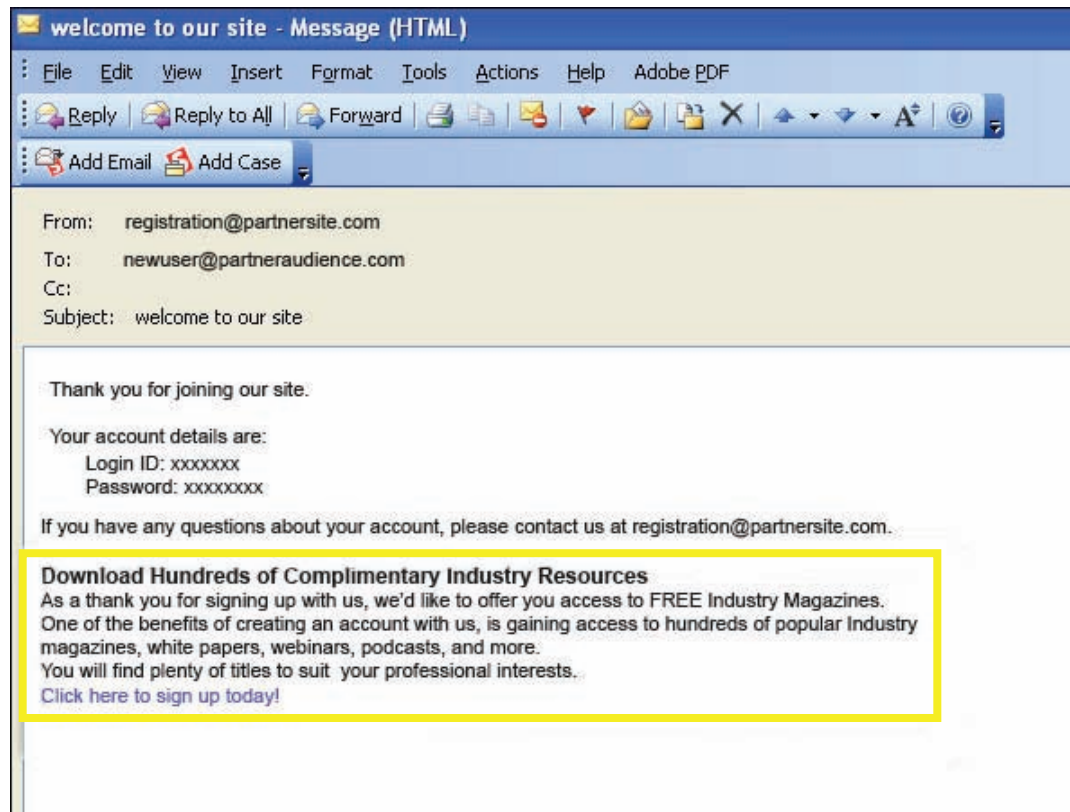 welcome to our site - Message (HTML)
File Edit View Insert Format Tools Actions Help Adobe PDF
Reply Reply to All Forward A
Add Email Add Case
From: registration@partnersite.com
To: newuser@partneraudience.com
Cc:
Subject: welcome to our site
Thank you for joining our site.
Your account details are:
Login ID: xxxxxxx
Password: xxxxxxxx
If you have any questions about your account, please contact us at registration@partnersite.com.
Download Hundreds of Complimentary Industry Resources
As a thank you for signing up with us, we'd like to offer you access to FREE Industry Magazines.
One of the benefits of creating an account with us, is gaining access to hundreds of popular Industry
magazines, white papers, webinars, podcasts, and more.
You will find plenty of titles to suit your professional interests.
Click here to sign up today!